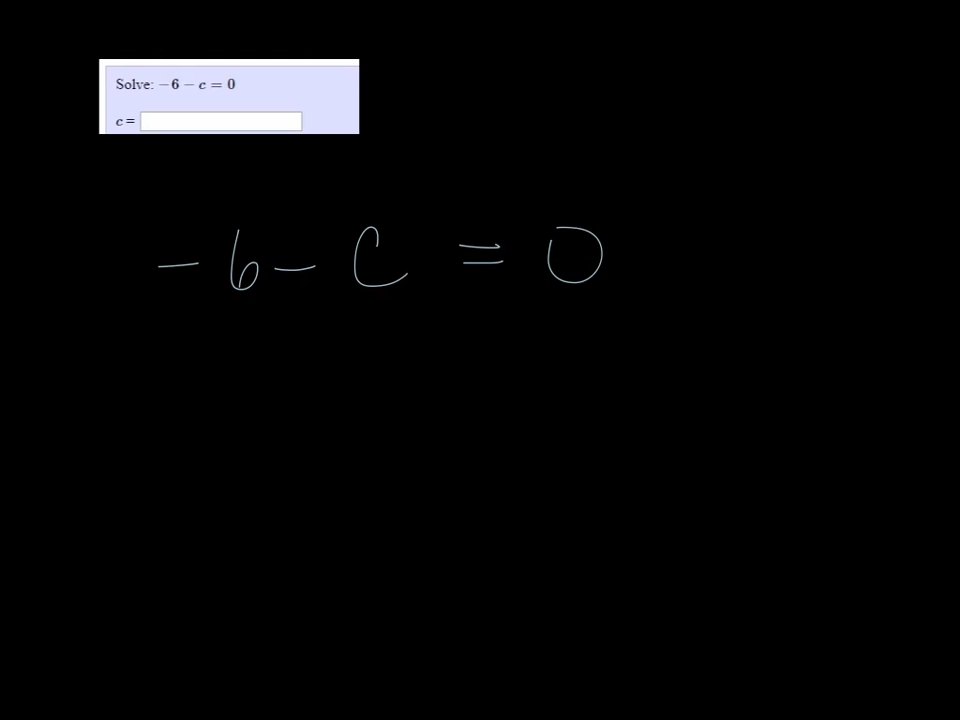 Solve: −6 − c = 0
c =
-6-c = 0